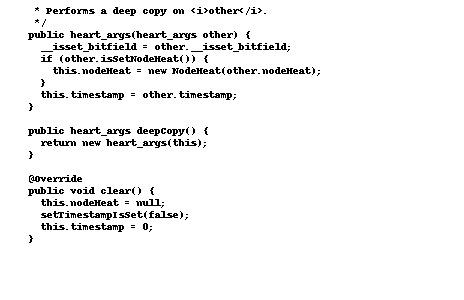 * Performs a deep copy on <i>other</i>.
*/
public heart_args(heart_args other) {
__isset_bitfield = other.__isset_bitfield;
if (other.isSetNodeHeat()) {
this.nodeHeat = new NodeHeat(other.nodeHeat);
}
this.timestamp = other.timestamp;
}
public heart_args deepCopy() {
return new heart_args(this);
}
@Override
public void clear() {
this.nodeHeat = null;
setTimestampIsSet(false);
this.timestamp = 0;
}